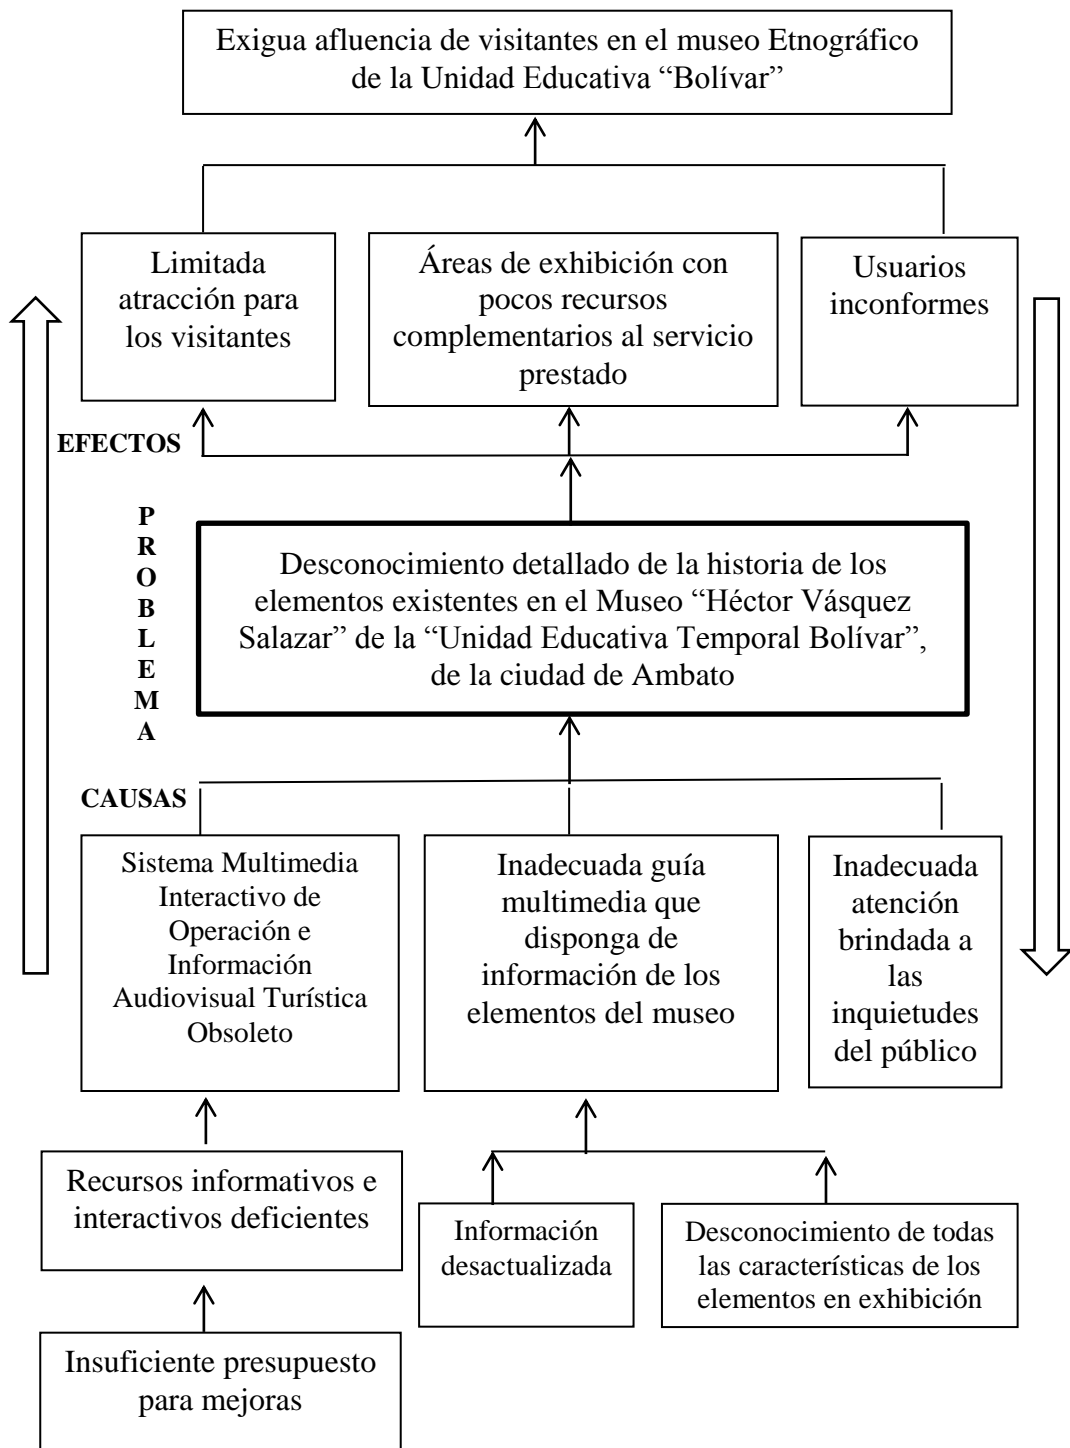 Exigua afluencia de visitantes en el museo Etnográfico
de la Unidad Educativa “Bolívar”
Limitada
atracción para
los visitantes
Áreas de exhibición con
pocos recursos
complementarios al servicio
prestado
Usuarios
inconformes
EFECTOS
P
R
O
B
L
E
M
A
Desconocimiento detallado de la historia de los
elementos existentes en el Museo “Héctor Vásquez
Salazar” de la “Unidad Educativa Temporal Bolívar”,
de la ciudad de Ambato
CAUSAS
Sistema Multimedia
Interactivo de
Operación e
Información
Audiovisual Turística
Obsoleto
Inadecuada guía
multimedia que
disponga de
información de los
elementos del museo
Inadecuada
atención
brindada a
las
inquietudes
del público
Recursos informativos e
interactivos deficientes
Información
desactualizada
Desconocimiento de todas
las características de los
elementos en exhibición
Insuficiente presupuesto
para mejoras